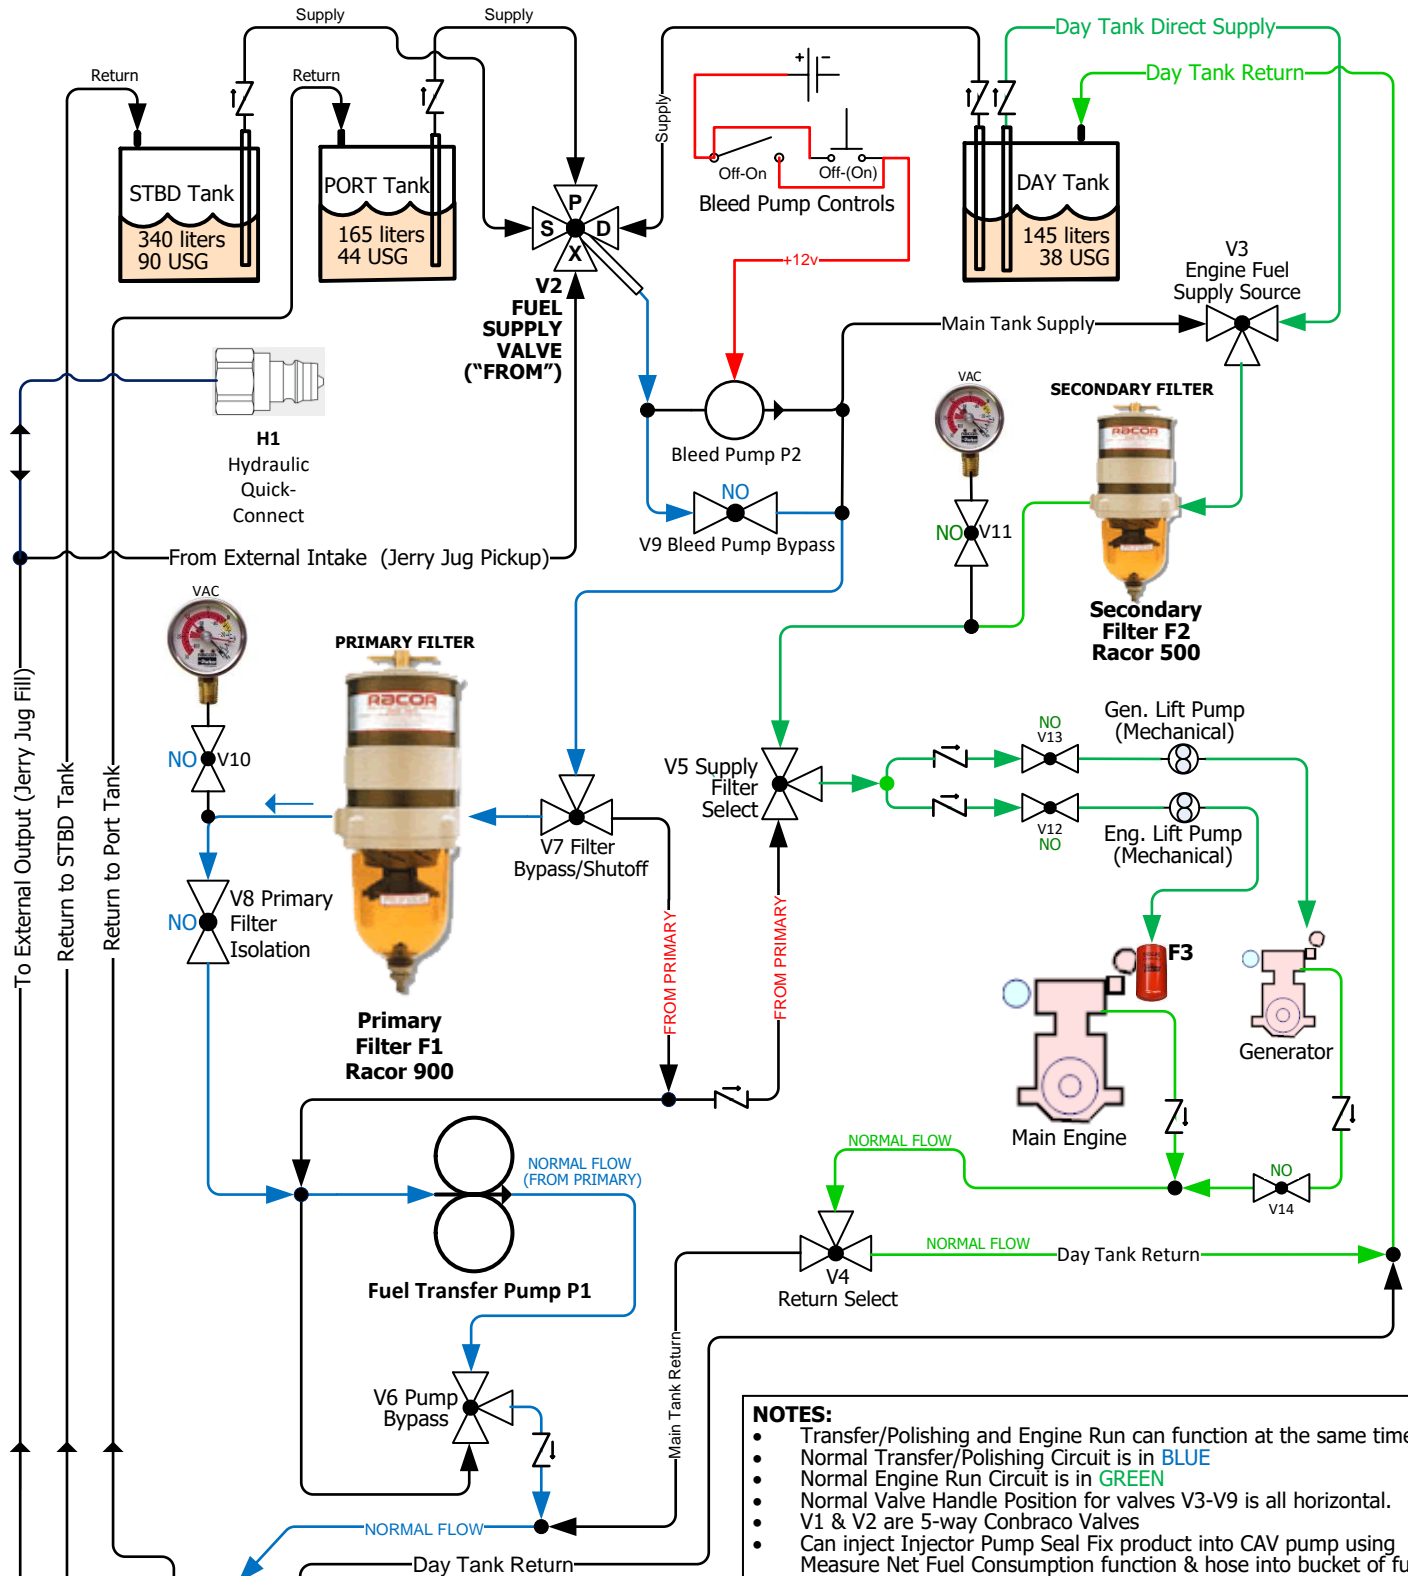 Supply
Supply
Return
Return
STBD Tank
340 liters
90 USG
PORT Tank
165 liters
44 USG
P
S
D
X
V2
FUEL
SUPPLY
VALVE
("FROM")
Supply
+
−
Off-On
Off-(On)
Bleed Pump Controls
+12v
Day Tank Direct Supply
Day Tank Return
DAY Tank
145 liters
38 USG
V3
Engine Fuel
Supply Source
Main Tank Supply
H1
Hydraulic
Quick-
Connect
Bleed Pump P2
NO
V9 Bleed Pump Bypass
VAC
NO
V11
SECONDARY FILTER
RACOR
Secondary
Filter F2
Racor 500
From External Intake (Jerry Jug Pickup)
VAC
NO
V10
PRIMARY FILTER
RACOR
Primary
Filter F1
Racor 900
V7 Filter
Bypass/Shutoff
V8 Primary
Filter
Isolation
NO
V5 Supply
Filter
Select
NO
V13
Gen. Lift Pump
(Mechanical)
V12
NO
Eng. Lift Pump
(Mechanical)
F3
FROM PRIMARY
FROM PRIMARY
Main Engine
Generator
To External Output (Jerry Jug Fill)
Return to STBD Tank
Return to Port Tank
NORMAL FLOW
(FROM PRIMARY)
Fuel Transfer Pump P1
NORMAL FLOW
NO
V14
NORMAL FLOW
Day Tank Return
V4
Return Select
Main Tank Return
V6 Pump
Bypass
NORMAL FLOW
Day Tank Return
NOTES:
• Transfer/Polishing and Engine Run can function at the same time
• Normal Transfer/Polishing Circuit is in BLUE
• Normal Engine Run Circuit is in GREEN
• Normal Valve Handle Position for valves V3-V9 is all horizontal.
• V1 & V2 are 5-way Conbraco Valves
• Can inject Injector Pump Seal Fix product into CAV pump using
Measure Net Fuel Consumption function & hose into bucket of fu